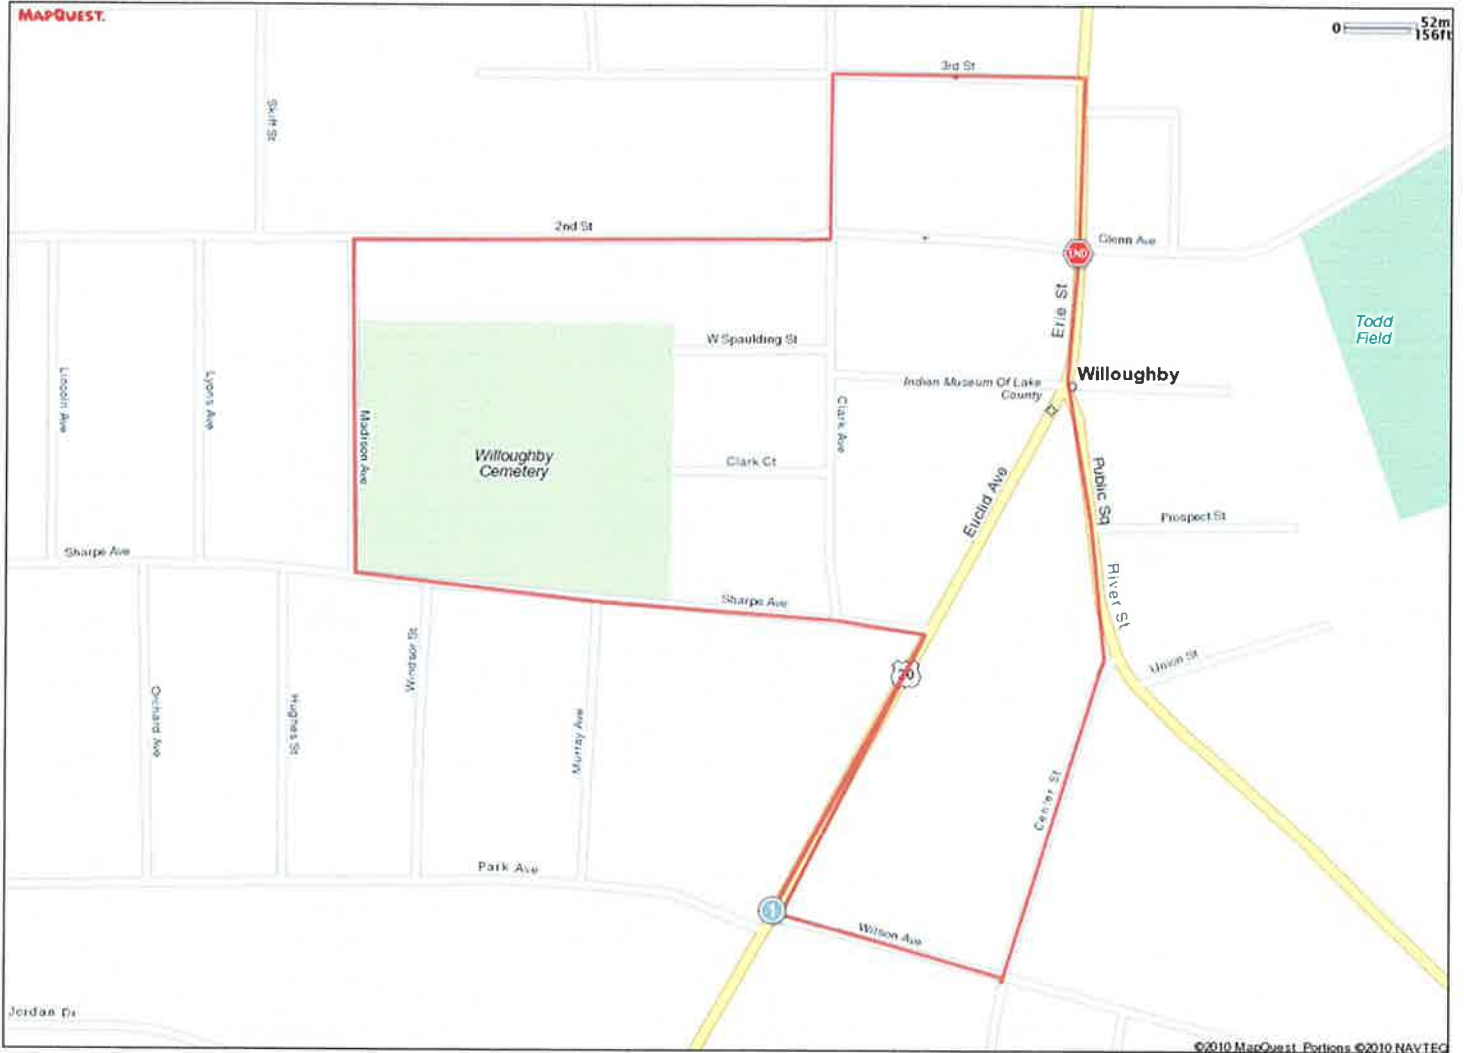 MAPQUEST.
0
52m
156ft
3rd St
Skiff St
2nd St
Glenn Ave
END
Erie St
Todd
Field
W Spaulding St
Willoughby
Indian Museum Of Lake
County
Lincoln Ave
Lyons Ave
Madison Ave
Clark Ave
Willoughby
Cemetery
Clark Ct
Euclid Ave
Public Sq
Prospect St
Sharpe Ave
Sharpe Ave
River St
Union St
20
Windsor St
Orchard Ave
Hughes St
Murray Ave
Center St
Park Ave
1
Wilson Ave
Jordan Dr
©2010 MapQuest Portions ©2010 NAVTEQ